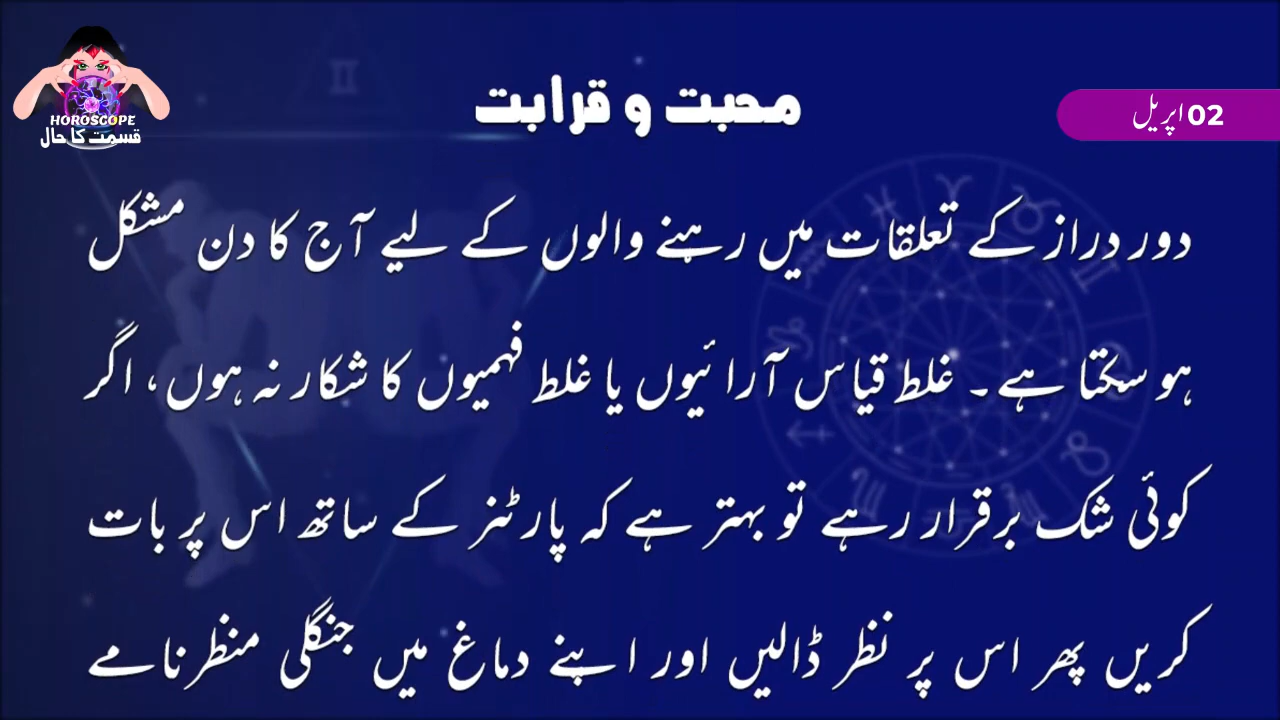 HOROSCOPE
قسمت کا حال
محبت و قرابت
02 اپریل
دور دراز کے تعلقات میں رہنے والوں کے لیے آج کا دن مشکل
ہو سکتا ہے۔ غلط قیاس آرائیوں یا غلط فہمیوں کا شکار نہ ہوں، اگر
کوئی شک برقرار رہے تو بہتر ہے کہ پارٹنر کے ساتھ اس پر بات
کریں پھر اس پر نظر ڈالیں اور اپنے دماغ میں جنگلی منظرنامے